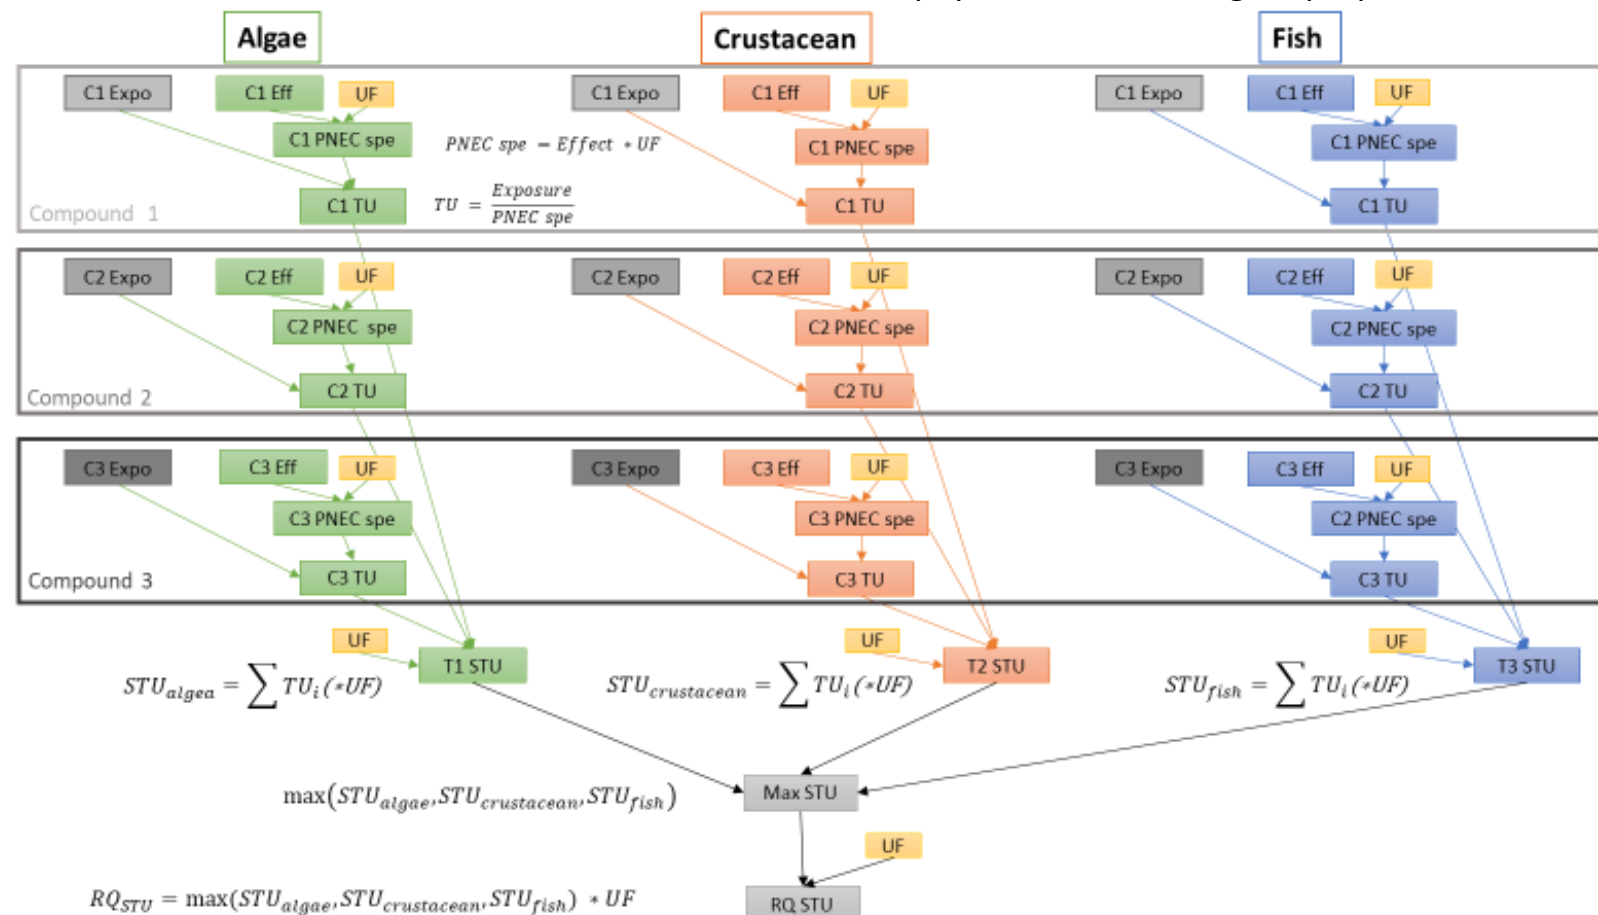 Algae
Crustacean
Fish
C1 Expo
C1 Eff
UF
C1 Expo
C1 Eff
UF
C1 Expo
C1 Eff
UF
C1 PNEC spe
PNEC spe = Effect * UF
C1 PNEC spe
C1 PNEC spe
Compound 1
C1 TU
TU = Exposure / PNEC spe
C1 TU
C1 TU
C2 Expo
C2 Eff
UF
C2 Expo
C2 Eff
UF
C2 Expo
C2 Eff
UF
C2 PNEC spe
C2 PNEC spe
C2 PNEC spe
Compound 2
C2 TU
C2 TU
C2 TU
C3 Expo
C3 Eff
UF
C3 Expo
C3 Eff
UF
C3 Expo
C3 Eff
UF
C3 PNEC spe
C3 PNEC spe
C2 PNEC spe
Compound 3
C3 TU
C3 TU
C3 TU
UF
UF
UF
T1 STU
T2 STU
T3 STU
STU_algea = ∑ TU_i (*UF)
STU_crustacean = ∑ TU_i (*UF)
STU_fish = ∑ TU_i (*UF)
max(STU_algae, STU_crustacean, STU_fish)
Max STU
UF
RQ_STU = max(STU_algae, STU_crustacean, STU_fish) * UF
RQ STU